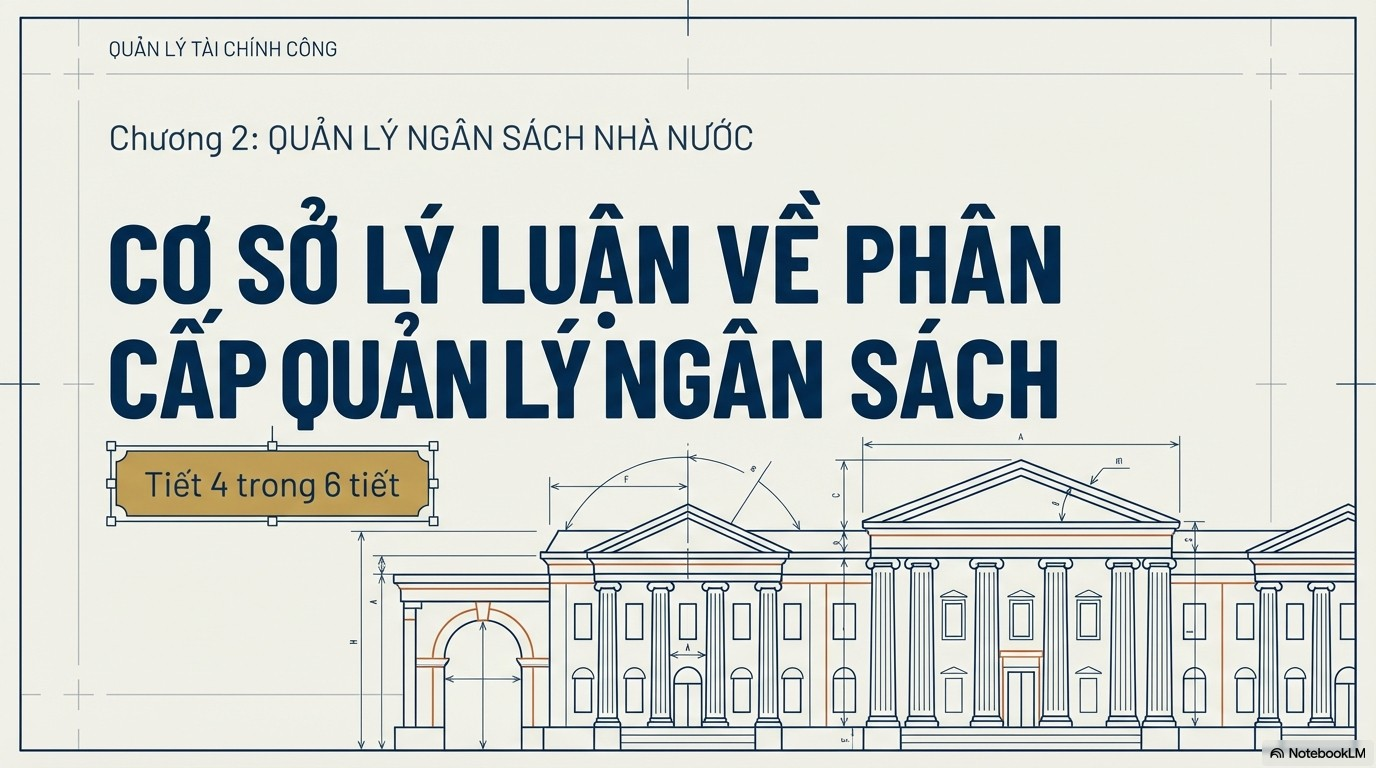 QUẢN LÝ TÀI CHÍNH CÔNG
Chương 2: QUẢN LÝ NGÂN SÁCH NHÀ NƯỚC
CƠ SỞ LÝ LUẬN VỀ PHÂN
CẤP QUẢN LÝ NGÂN SÁCH
Tiết 4 trong 6 tiết
A
F
C
A
H
A
NotebookLM